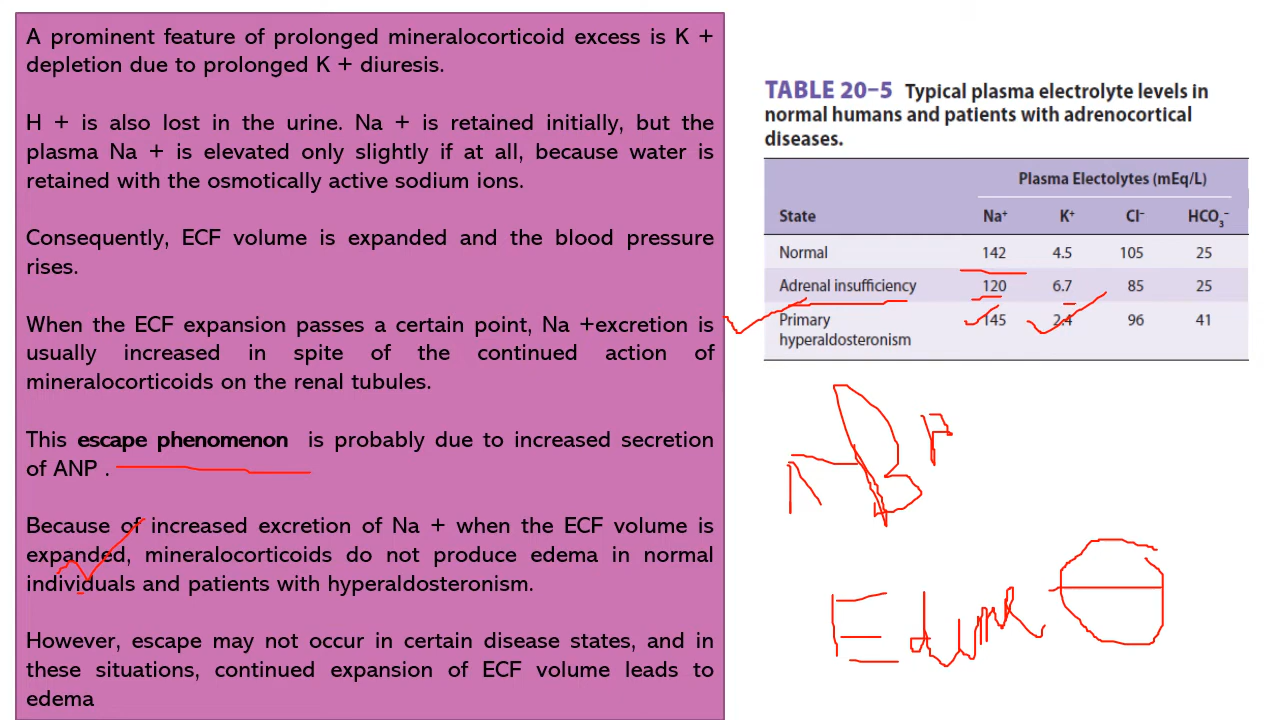 A prominent feature of prolonged mineralocorticoid excess is K +
depletion due to prolonged K + diuresis.
H + is also lost in the urine. Na + is retained initially, but the
plasma Na + is elevated only slightly if at all, because water is
retained with the osmotically active sodium ions.
Consequently, ECF volume is expanded and the blood pressure
rises.
When the ECF expansion passes a certain point, Na +excretion is
usually increased in spite of the continued action of
mineralocorticoids on the renal tubules.
This escape phenomenon is probably due to increased secretion
of ANP .
Because of increased excretion of Na + when the ECF volume is
expanded, mineralocorticoids do not produce edema in normal
individuals and patients with hyperaldosteronism.
However, escape may not occur in certain disease states, and in
these situations, continued expansion of ECF volume leads to
edema
TABLE 20–5 Typical plasma electrolyte levels in
normal humans and patients with adrenocortical
diseases.
Plasma Electolytes (mEq/L)
State Na⁺ K⁺ Cl⁻ HCO₃⁻
Normal 142 4.5 105 25
Adrenal insufficiency 120 6.7 85 25
Primary 145 2.4 96 41
hyperaldosteronism